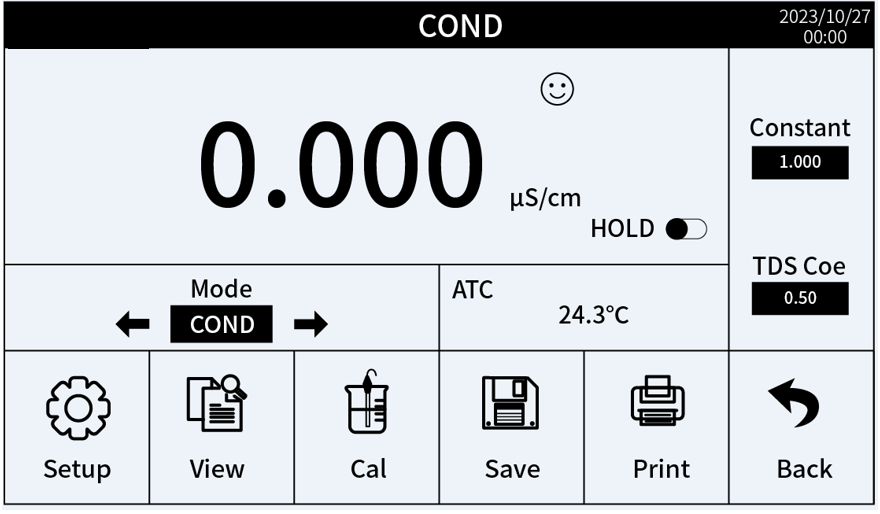 COND
2023/10/27
00:00
0.000
µS/cm
HOLD
Constant
1.000
TDS Coe
0.50
Mode
COND
ATC
24.3°C
Setup
View
Cal
Save
Print
Back